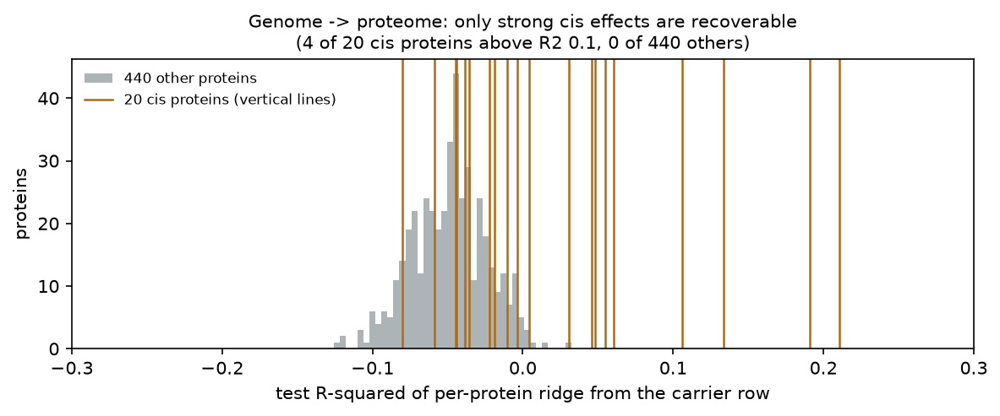 Genome -> proteome: only strong cis effects are recoverable
(4 of 20 cis proteins above R2 0.1, 0 of 440 others)
440 other proteins
20 cis proteins (vertical lines)
proteins
40
30
20
10
0
−0.3
−0.2
−0.1
0.0
0.1
0.2
0.3
test R-squared of per-protein ridge from the carrier row